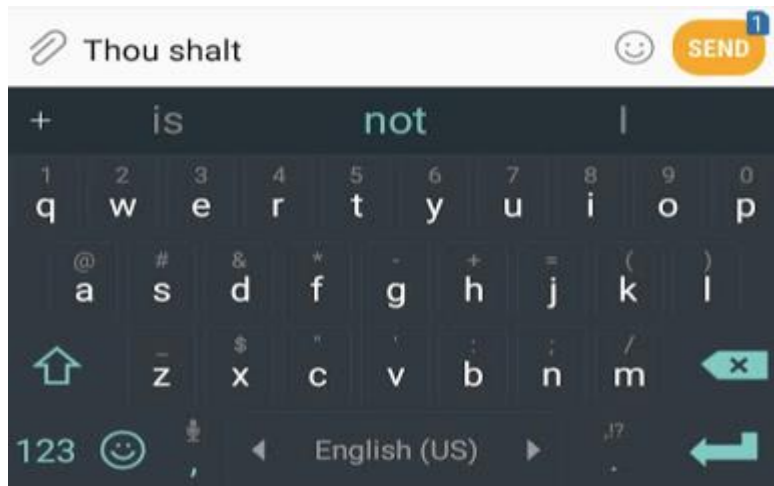 Thou shalt SEND 1
+ is not I
1 2 3 4 5 6 7 8 9 0
q w e r t y u i o p
@ # & * - + = ( )
a s d f g h j k l
_ $ " ' : ; /
z x c v b n m
123 , English (US) ,!? .